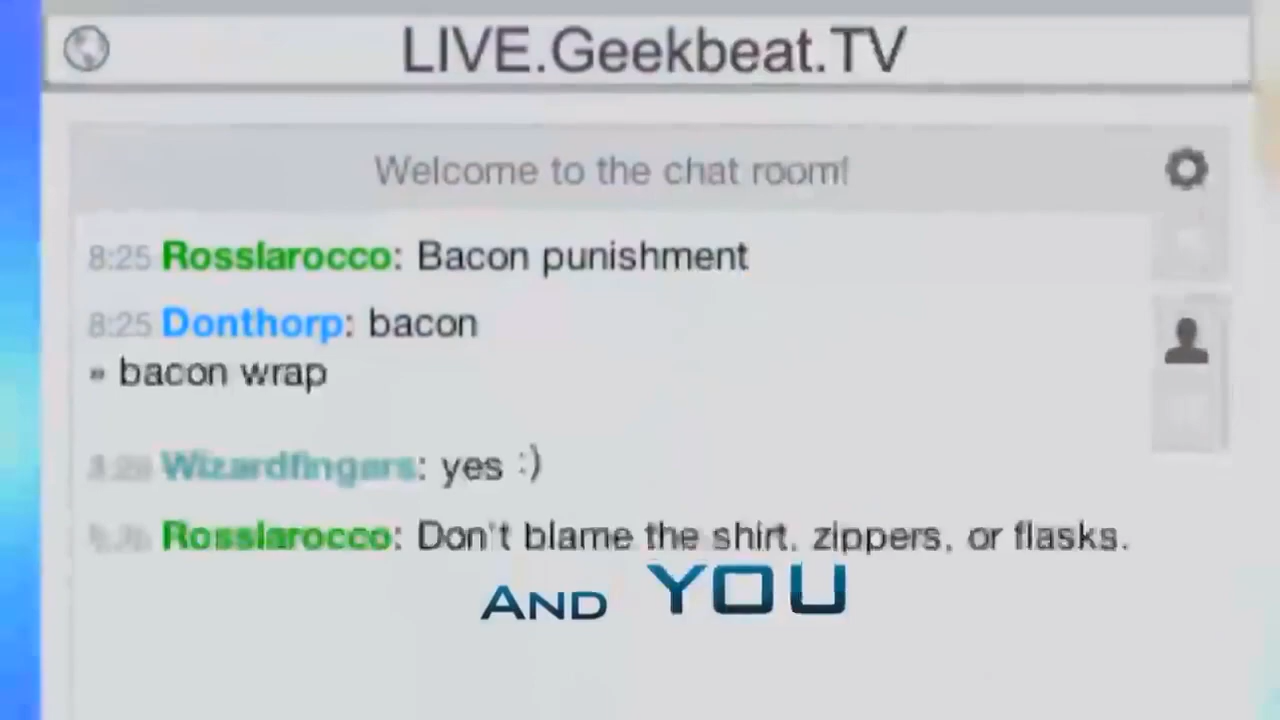 LIVE.Geekbeat.TV
Welcome to the chat room!
8:25 Rosslarocco: Bacon punishment
8:25 Donthorp: bacon
» bacon wrap
Wizardfingers: yes :)
Rosslarocco: Don't blame the shirt, zippers, or flasks.
AND YOU